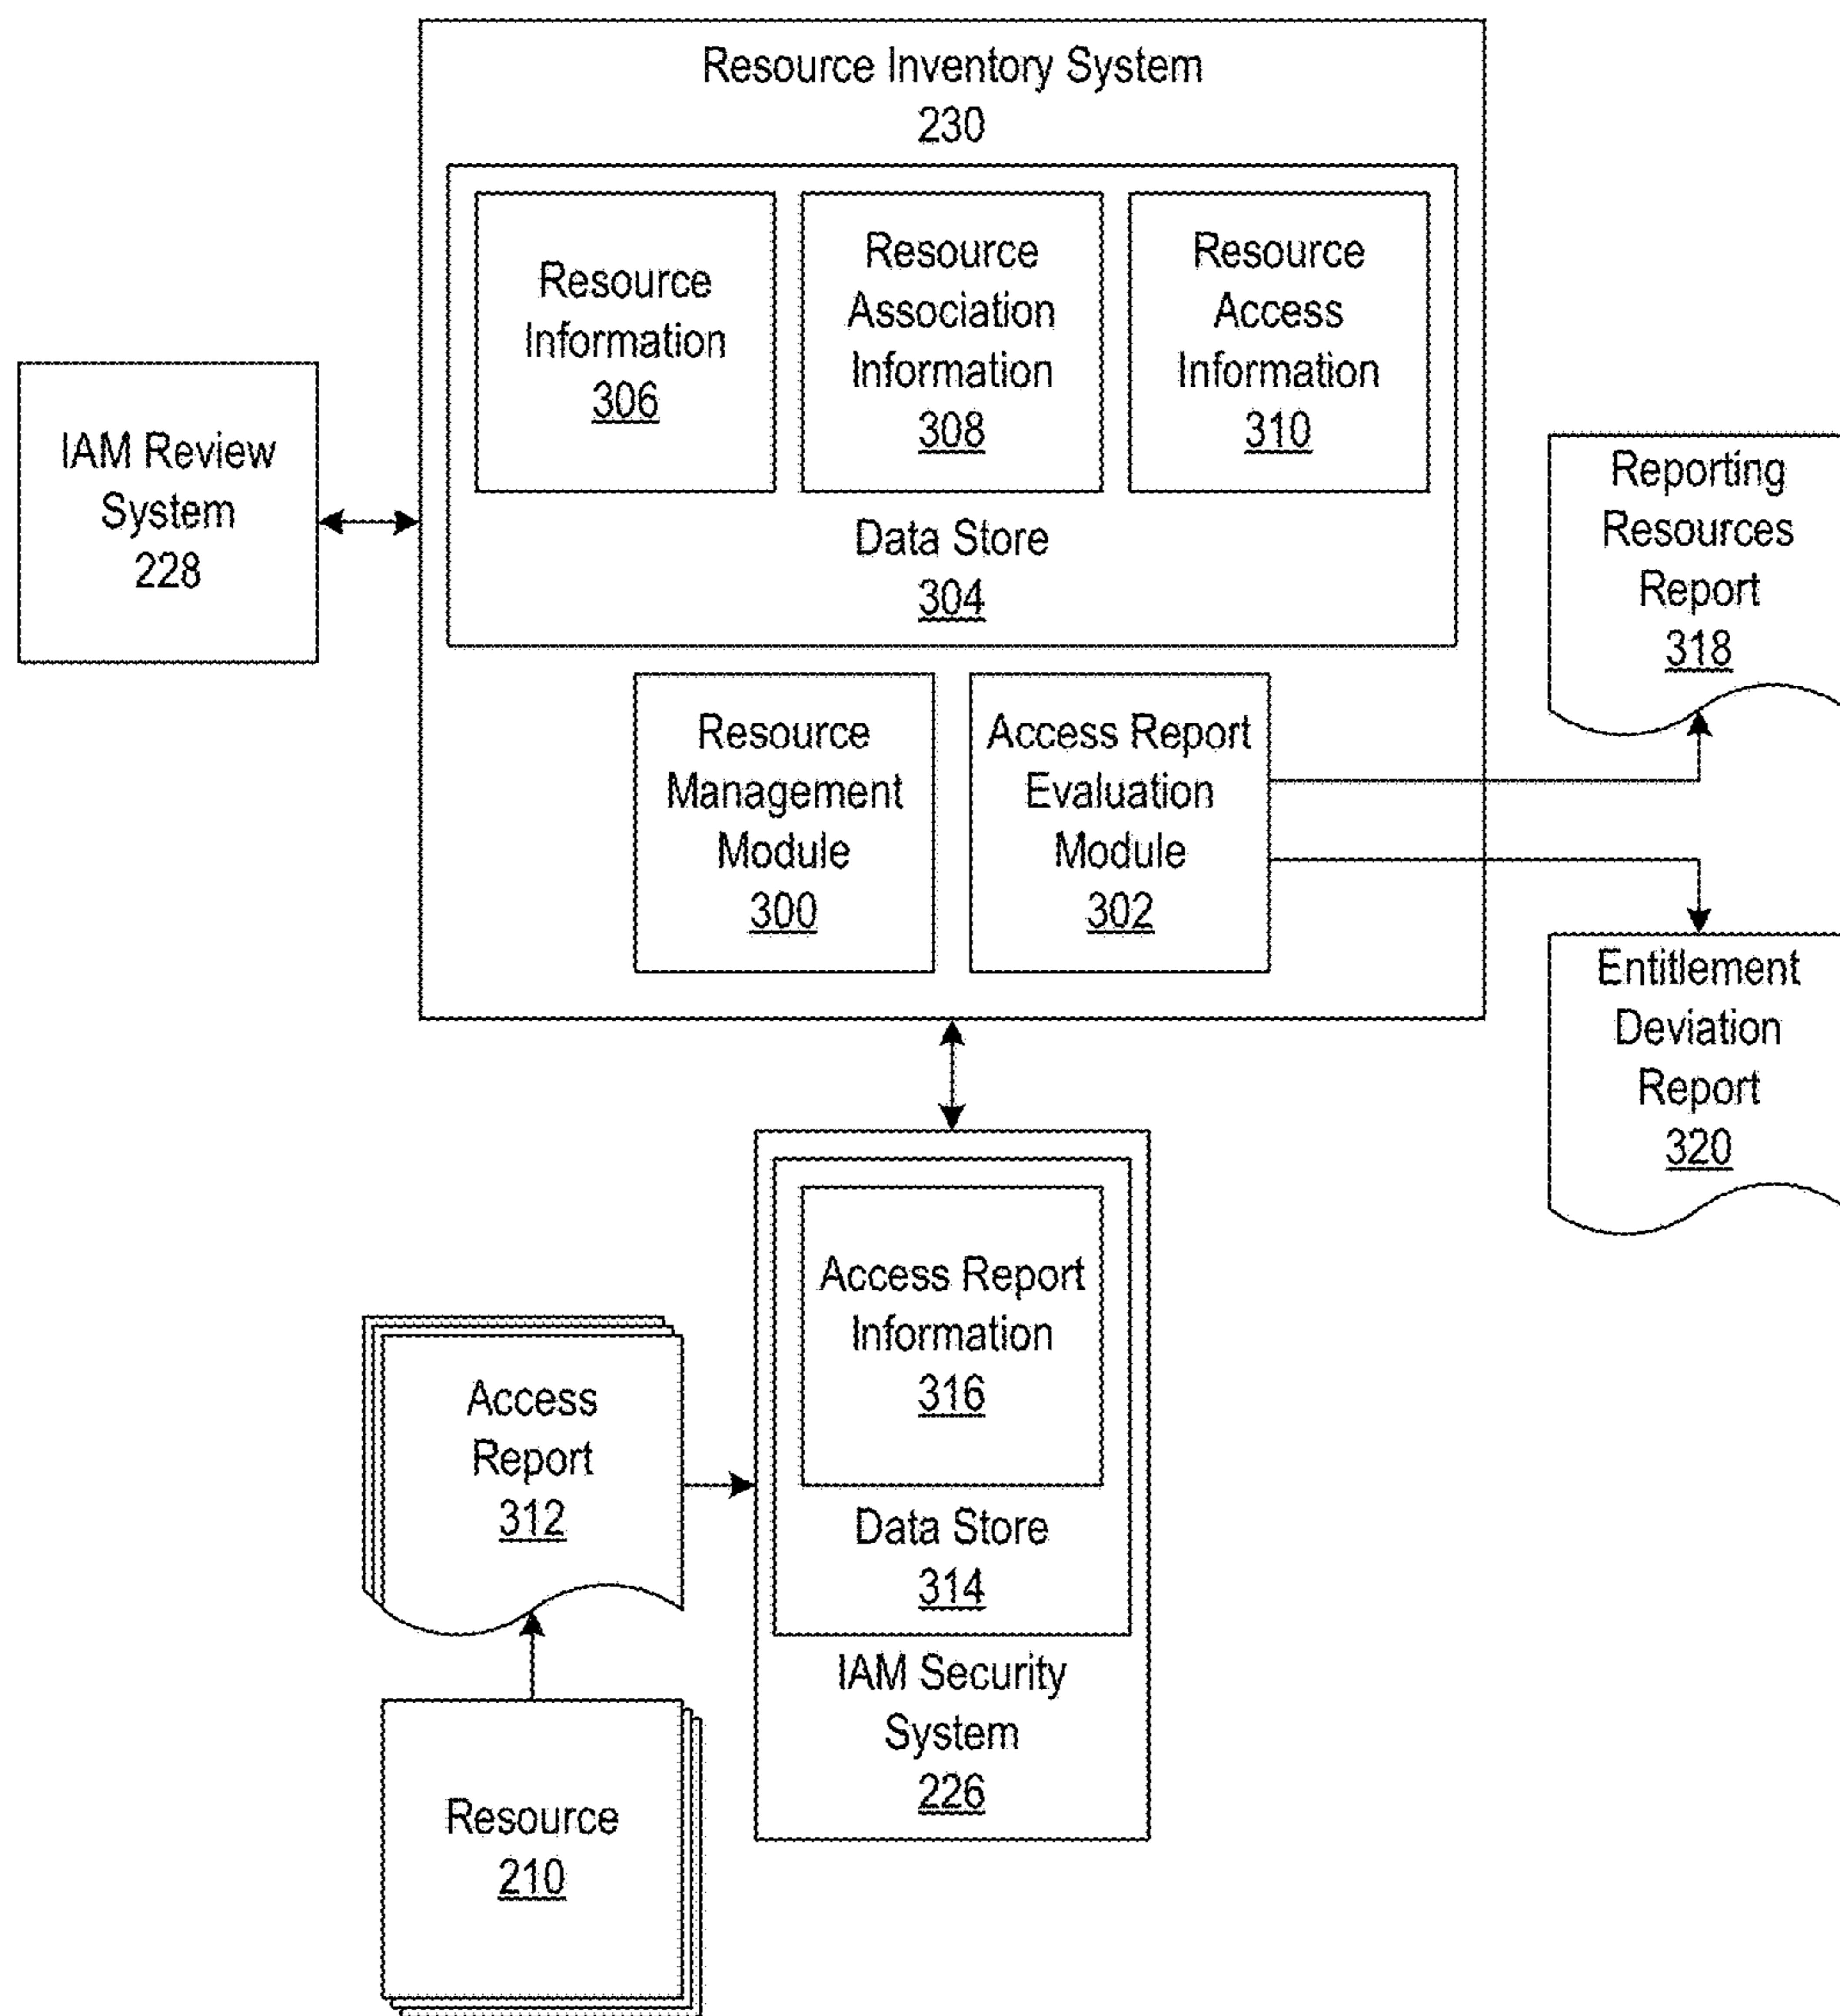 Resource Inventory System
230
Resource
Information
306
Resource
Association
Information
308
Resource
Access
Information
310
Data Store
304
IAM Review
System
228
Resource
Management
Module
300
Access Report
Evaluation
Module
302
Reporting
Resources
Report
318
Entitlement
Deviation
Report
320
Access Report
Information
316
Data Store
314
IAM Security
System
226
Access
Report
312
Resource
210